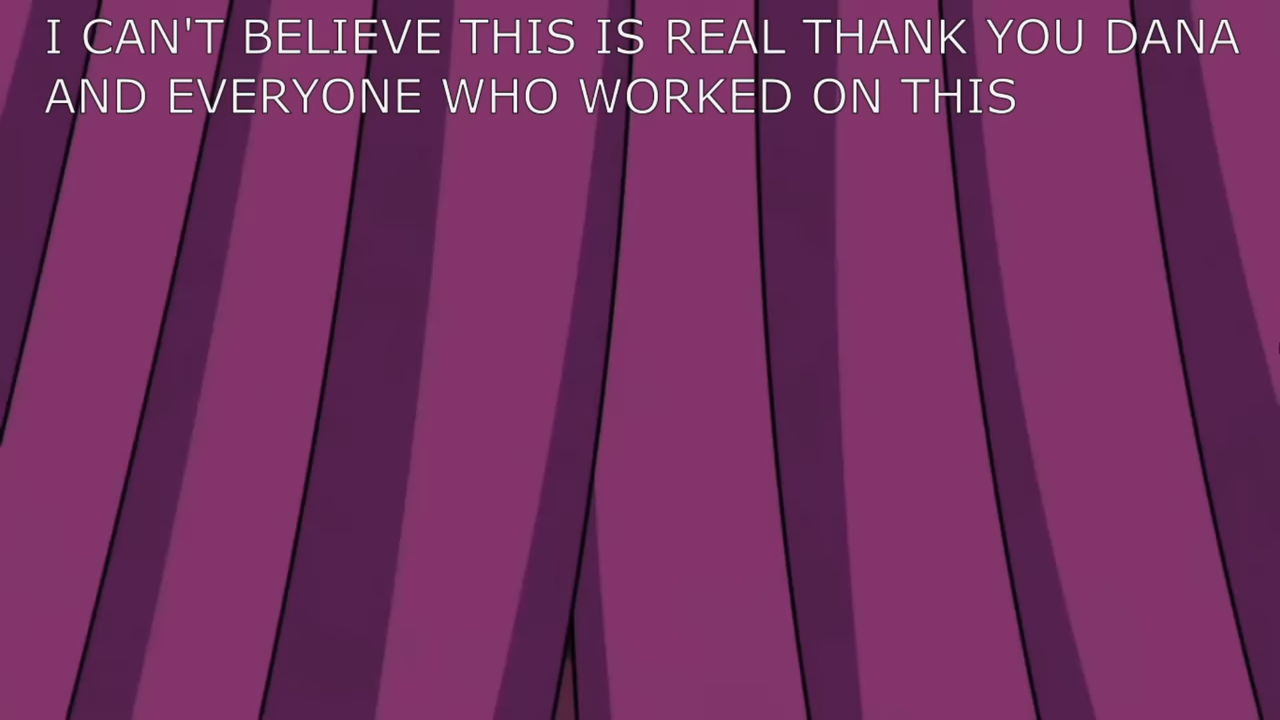 I CAN'T BELIEVE THIS IS REAL THANK YOU DANA
AND EVERYONE WHO WORKED ON THIS